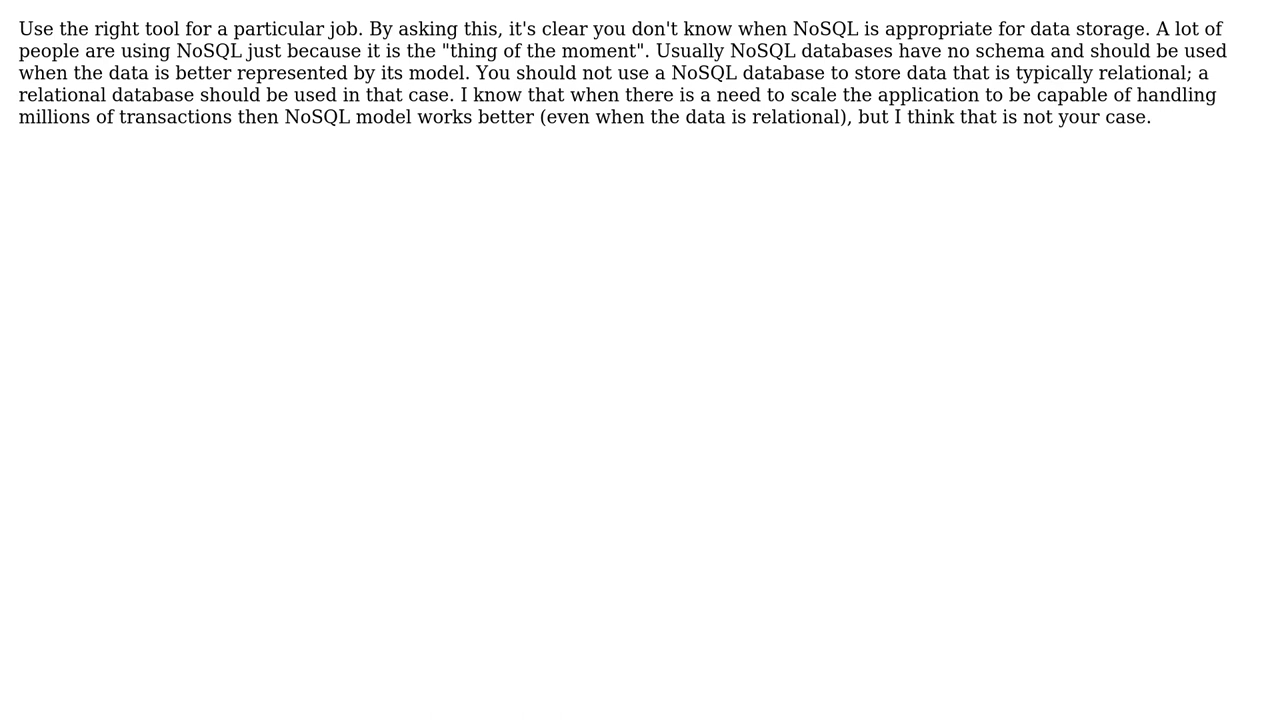 Use the right tool for a particular job. By asking this, it's clear you don't know when NoSQL is appropriate for data storage. A lot of
people are using NoSQL just because it is the "thing of the moment". Usually NoSQL databases have no schema and should be used
when the data is better represented by its model. You should not use a NoSQL database to store data that is typically relational; a
relational database should be used in that case. I know that when there is a need to scale the application to be capable of handling
millions of transactions then NoSQL model works better (even when the data is relational), but I think that is not your case.